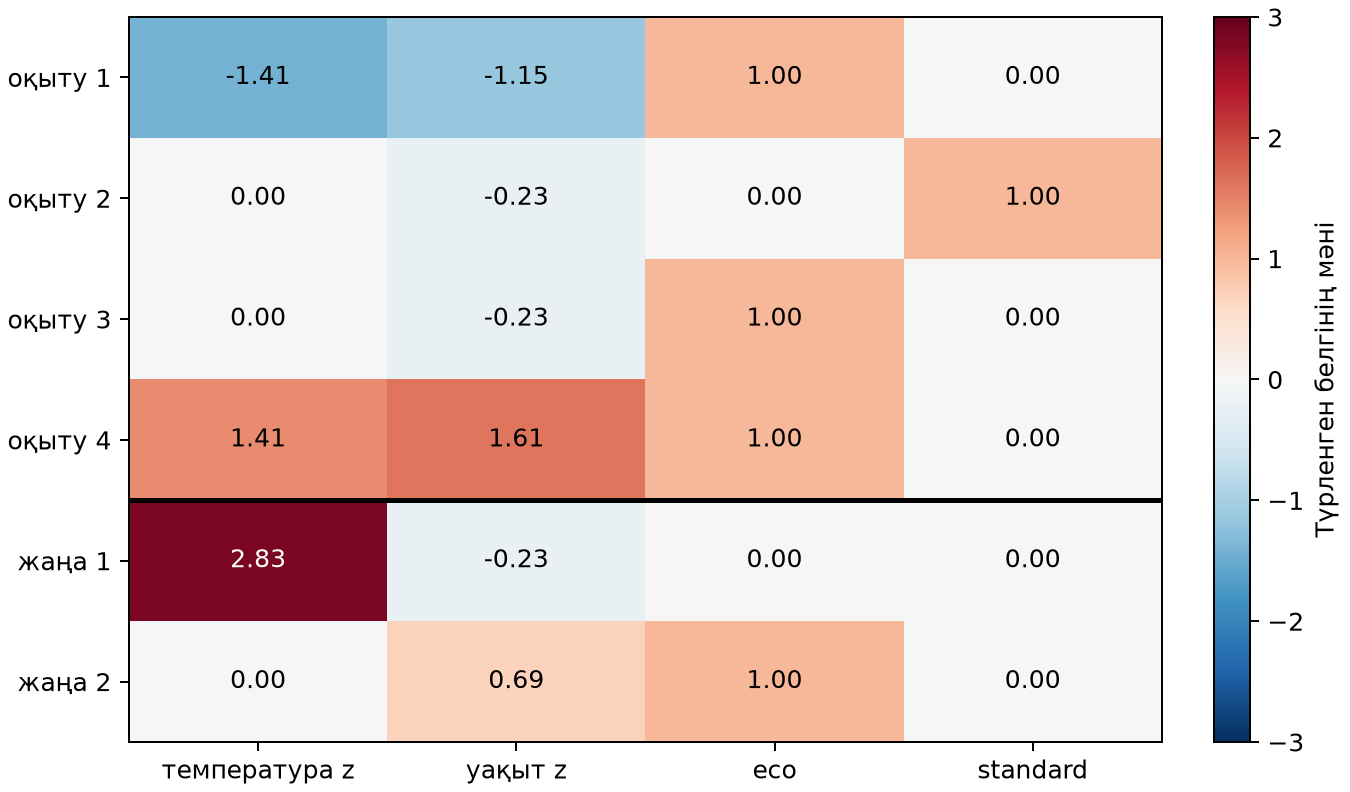 оқыту 1 -1.41 -1.15 1.00 0.00
оқыту 2 0.00 -0.23 0.00 1.00
оқыту 3 0.00 -0.23 1.00 0.00
оқыту 4 1.41 1.61 1.00 0.00
жаңа 1 2.83 -0.23 0.00 0.00
жаңа 2 0.00 0.69 1.00 0.00
температура z уақыт z eco standard
3
2
1
0
−1
−2
−3
Түрленген белгінің мәні